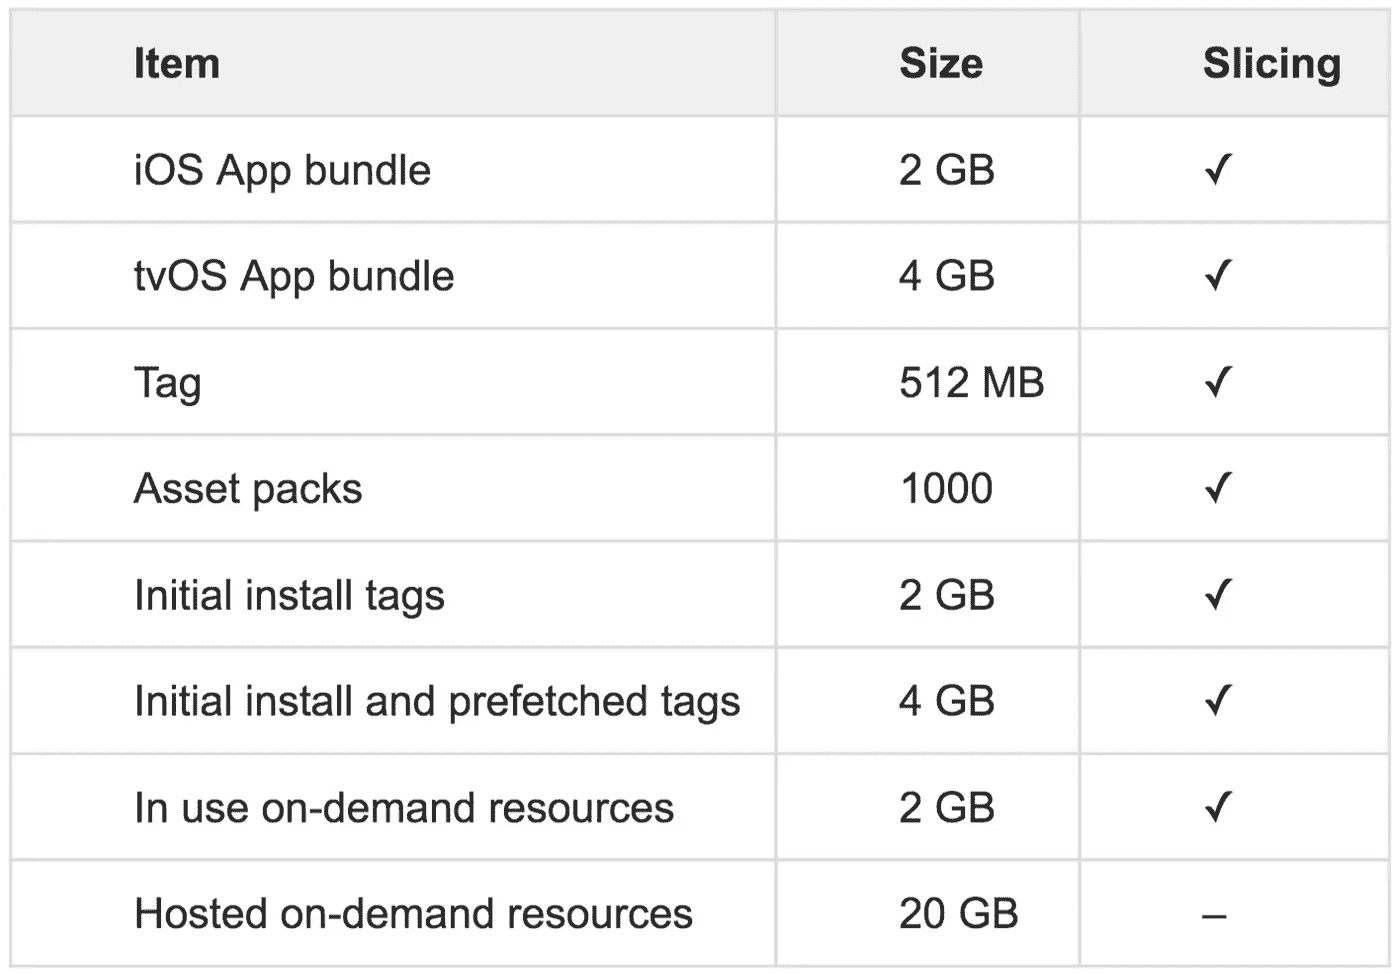 Item Size Slicing
iOS App bundle 2 GB ✓
tvOS App bundle 4 GB ✓
Tag 512 MB ✓
Asset packs 1000 ✓
Initial install tags 2 GB ✓
Initial install and prefetched tags 4 GB ✓
In use on-demand resources 2 GB ✓
Hosted on-demand resources 20 GB –